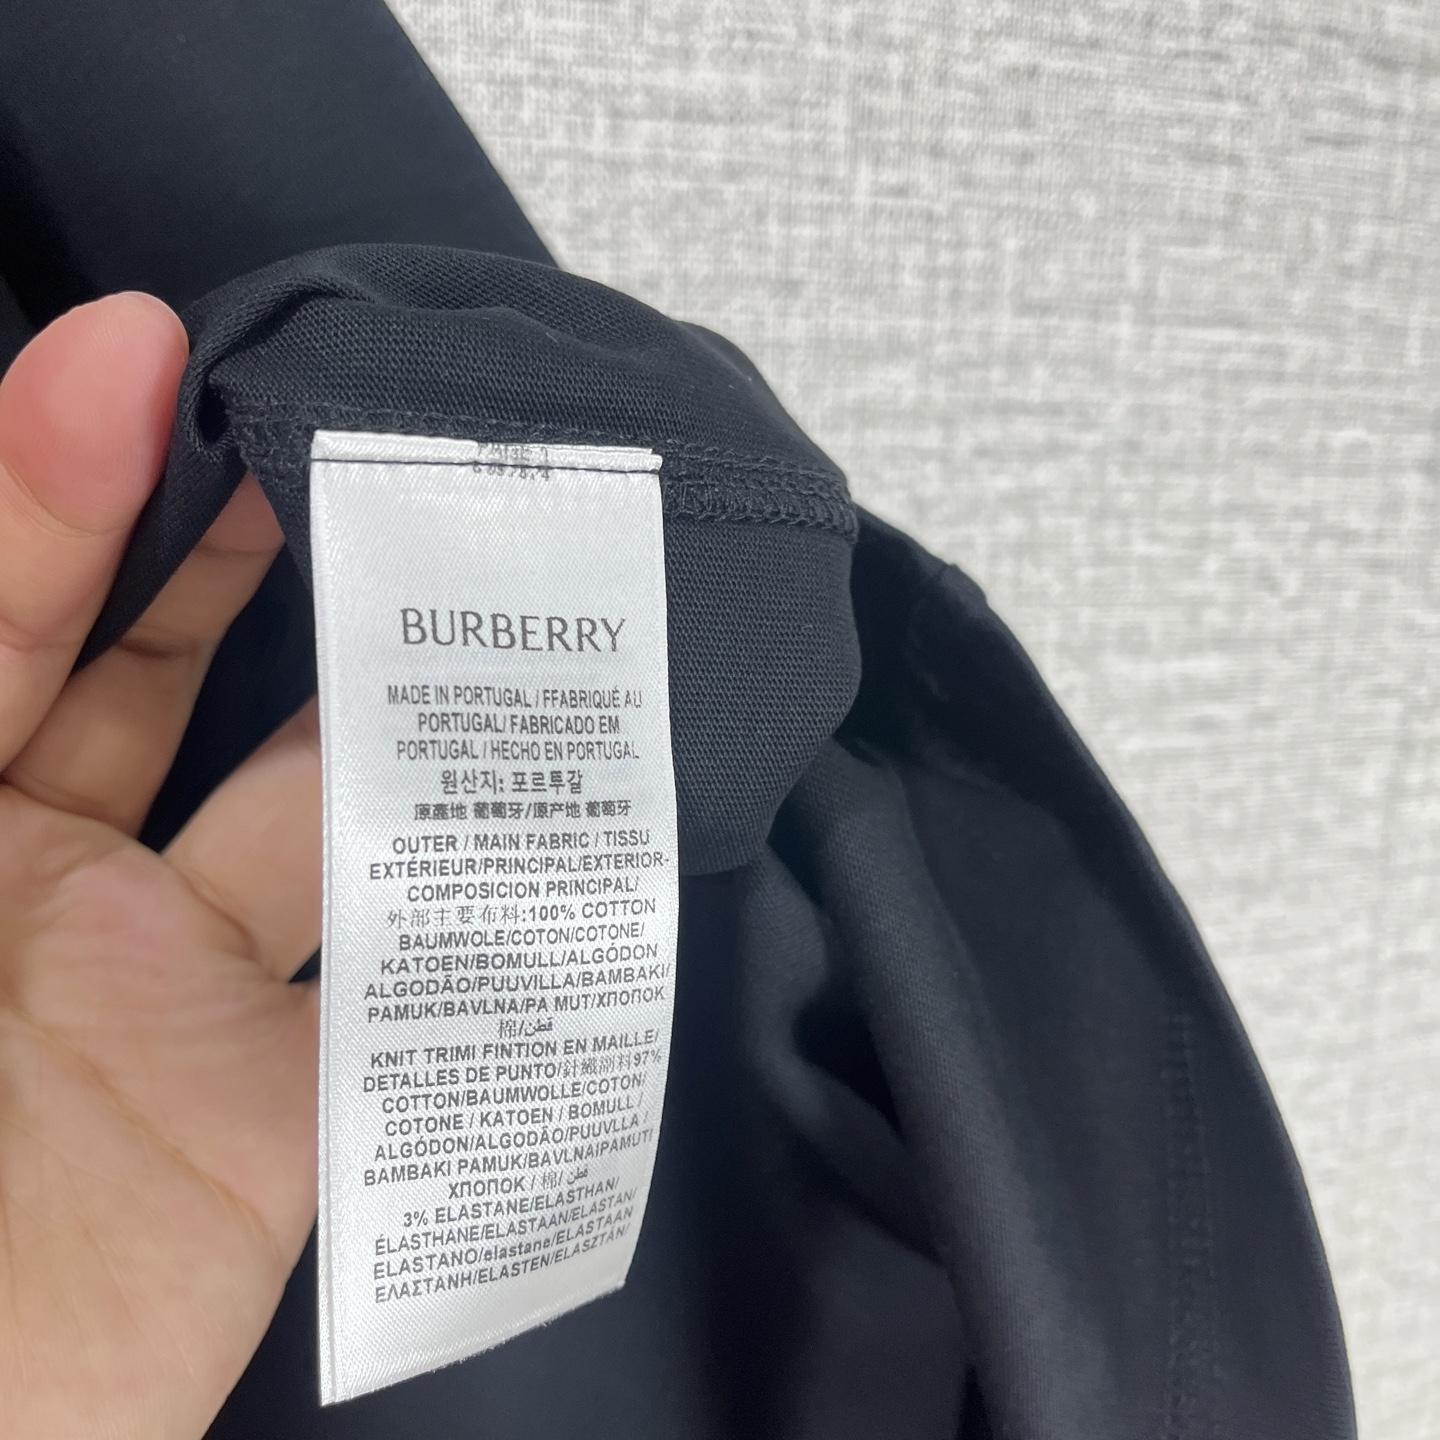 BURBERRY
MADE IN PORTUGAL / FFABRIQUÉ AU
PORTUGAL/ FABRICADO EM
PORTUGAL / HECHO EN PORTUGAL
원산지: 포르투갈
原產地 葡萄牙/原产地 葡萄牙
OUTER / MAIN FABRIC / TISSU
EXTÉRIEUR/PRINCIPAL/EXTERIOR-
COMPOSICION PRINCIPAL/
外部主要布料:100% COTTON
BAUMWOLE/COTON/COTONE/
KATOEN/BOMULL/ALGÓDON
ALGODÃO/PUUVILLA/BAMBAKI/
PAMUK/BAVLNA/PA MUT/ХПОПОК
棉/قطن
KNIT TRIMI FINTION EN MAILLE/
DETALLES DE PUNTO/針織副料97%
COTTON/BAUMWOLLE/COTON/
COTONE / KATOEN / BOMULL /
ALGÓDON/ALGODÃO/PUUVLLA /
BAMBAKI PAMUK/BAVLNAIPAMUTI
ХПОПОК / 棉/ قطن
3% ELASTANE/ELASTHAN/
ÉLASTHANE/ELASTAAN/ELASTAN/
ELASTANO/elastane/ELASTAAN
ΕΛΑΣΤΑΝΗ/ELASTEN/ELASZTÁN/